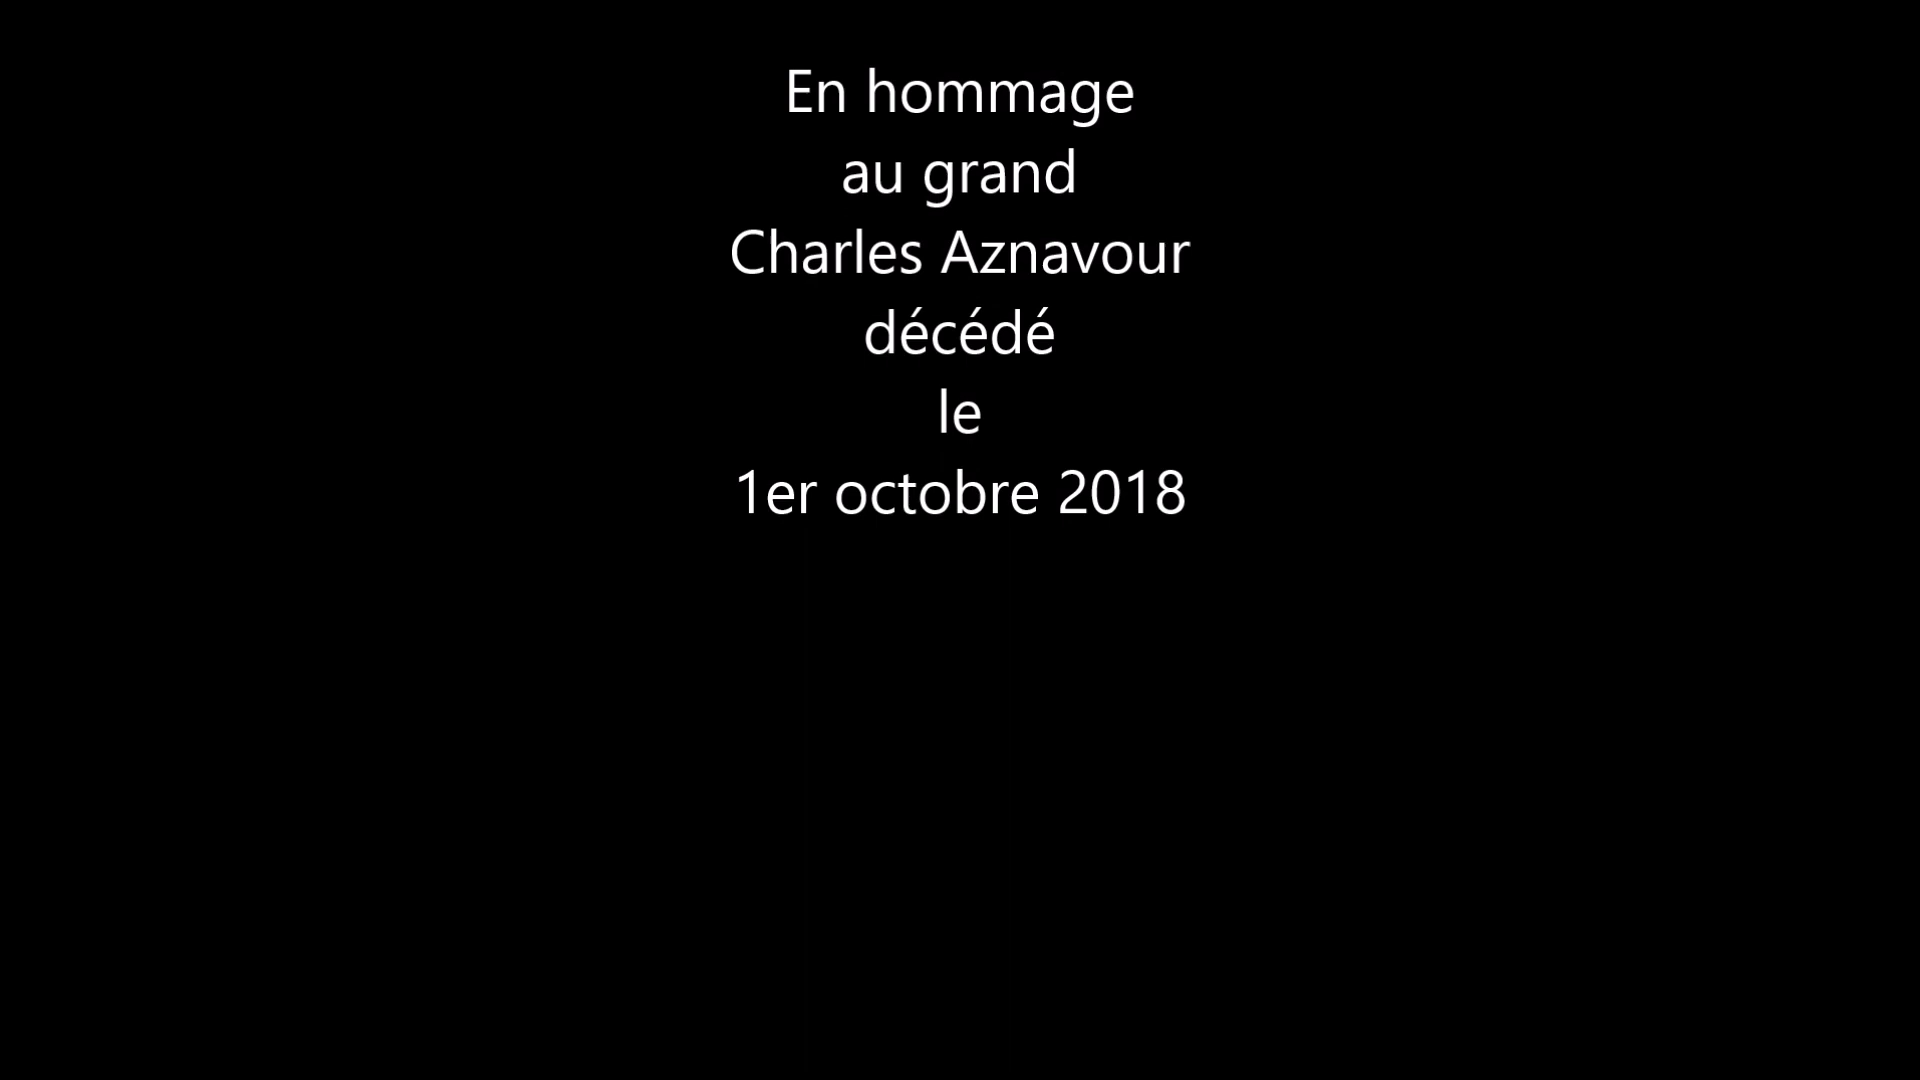 En hommage
au grand
Charles Aznavour
décédé
le
1er octobre 2018